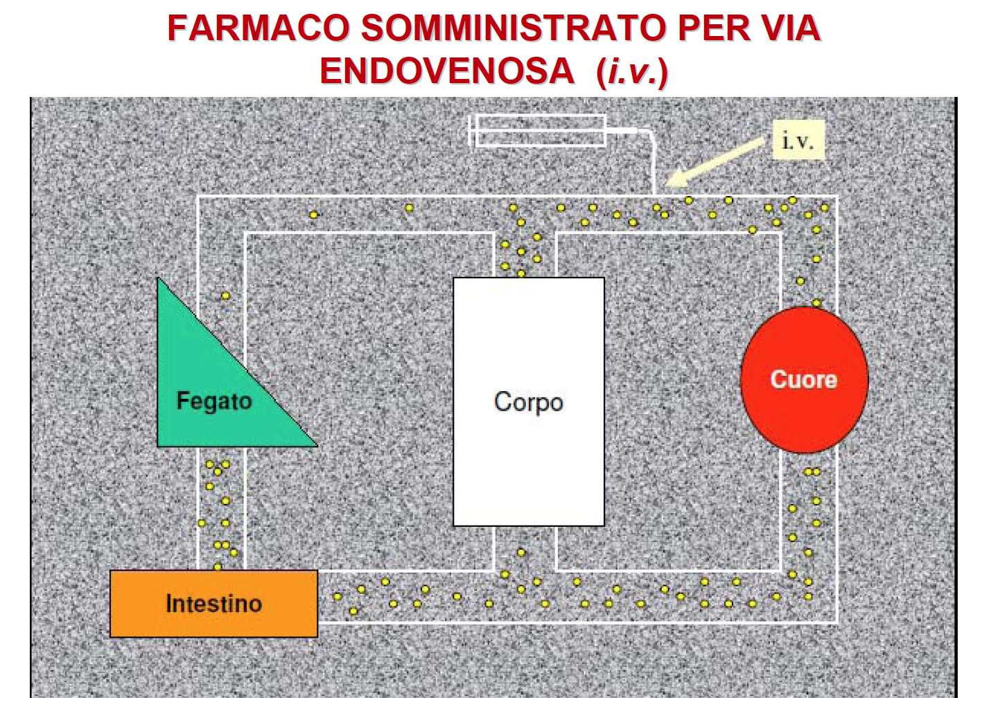 FARMACO SOMMINISTRATO PER VIA
ENDOVENOSA (i.v.)
i.v.
Fegato
Corpo
Cuore
Intestino